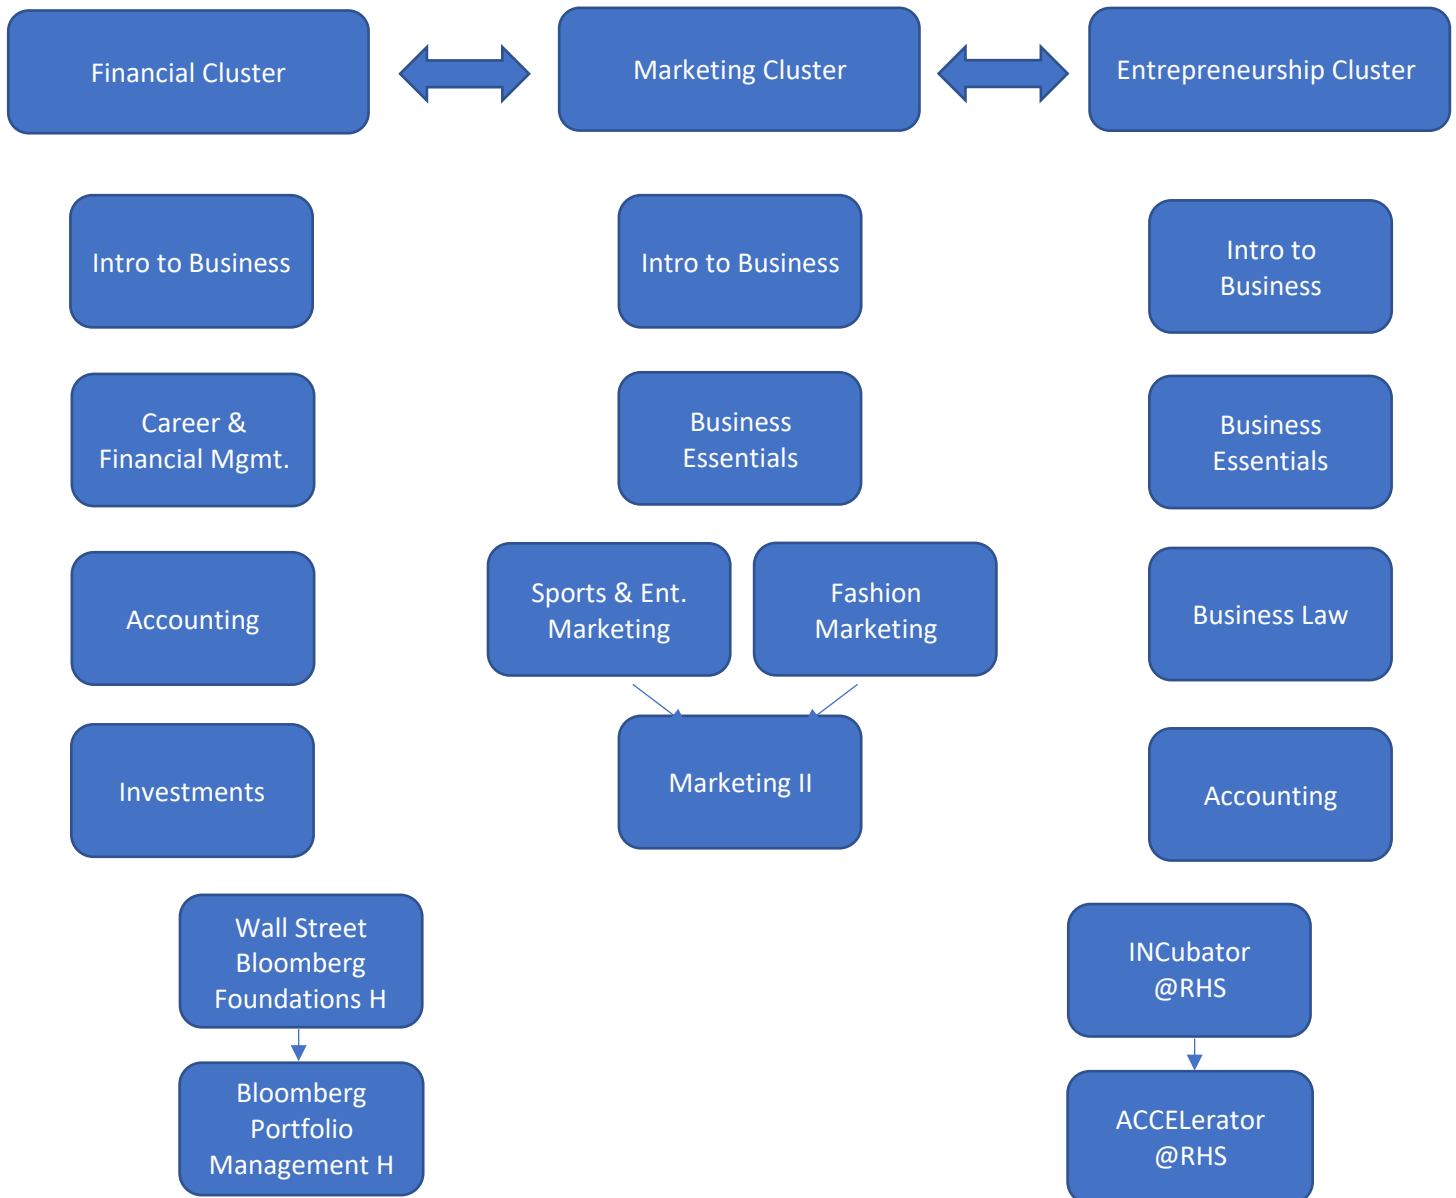 Financial Cluster
Marketing Cluster
Entrepreneurship Cluster
Intro to Business
Intro to Business
Intro to
Business
Career &
Financial Mgmt.
Business
Essentials
Business
Essentials
Accounting
Sports & Ent.
Marketing
Fashion
Marketing
Business Law
Investments
Marketing II
Accounting
Wall Street
Bloomberg
Foundations H
INCubator
@RHS
Bloomberg
Portfolio
Management H
ACCELerator
@RHS